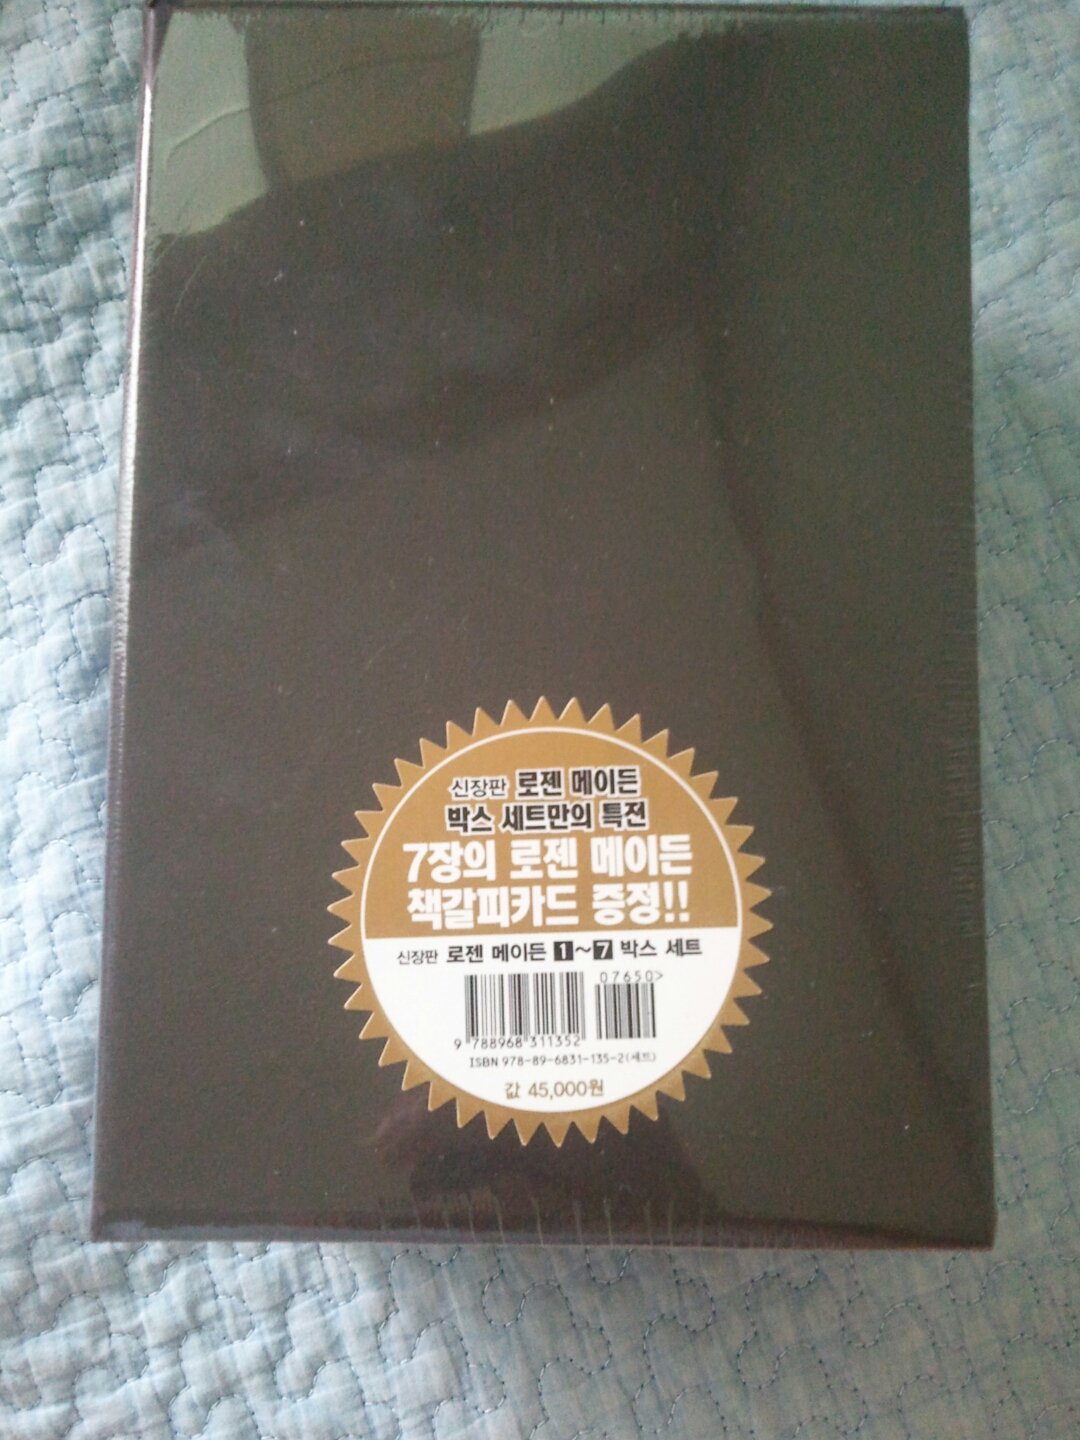 신장판 로젠 메이든
박스 세트만의 특전
7장의 로젠 메이든
책갈피카드 증정!!
신장판 로젠 메이든 1~7 박스 세트
07650>
9 788968 311352
ISBN 978-89-6831-135-2(세트)
값 45,000원